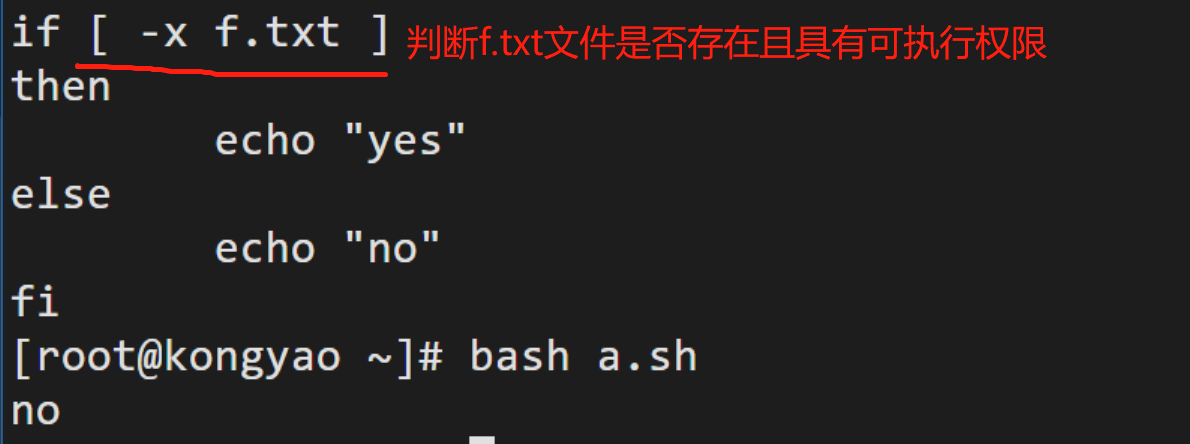 if [ -x f.txt ] 判断f.txt文件是否存在且具有可执行权限
then
        echo "yes"
else
        echo "no"
fi
[root@kongyao ~]# bash a.sh
no